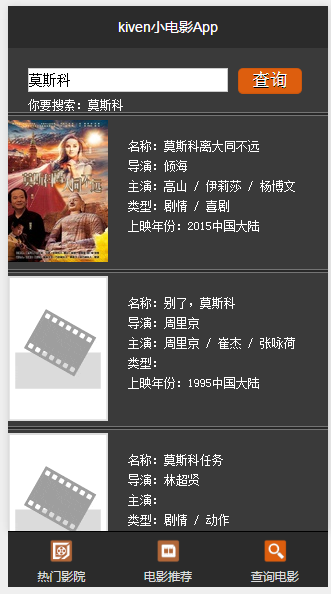 kiven小电影App
莫斯科
查询
你要搜索：莫斯科
名称：莫斯科离大同不远
导演：倾海
主演：高山 / 伊莉莎 / 杨博文
类型：剧情 / 喜剧
上映年份：2015中国大陆
名称：别了，莫斯科
导演：周里京
主演：周里京 / 崔杰 / 张咏荷
类型：
上映年份：1995中国大陆
名称：莫斯科任务
导演：林超贤
主演：
类型：剧情 / 动作
热门影院
电影推荐
查询电影